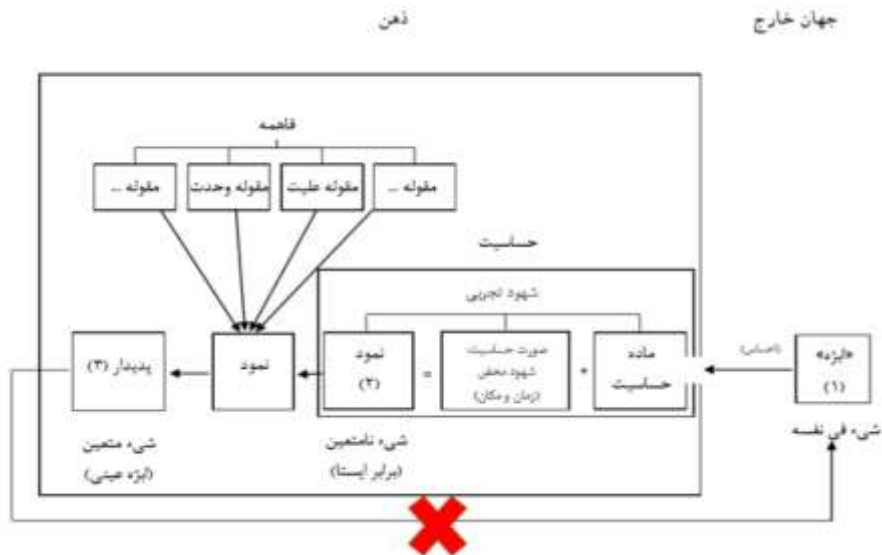 جهان خارج
ذهن
فاهمه
مقوله ...
مقوله علیت
مقوله وحدت
مقوله ...
حساسیت
شهود تجربی
«ابژه»
(۱)
شیء فی نفسه
(احساس)
ماده
حساسیت
+
صورت حساسیت:
شهود محض
(زمان و مکان)
=
نمود
(۲)
شیء نامتعین
(برابر ایستا)
نمود
پدیدار (۳)
شیء متعین
(ابژه عینی)